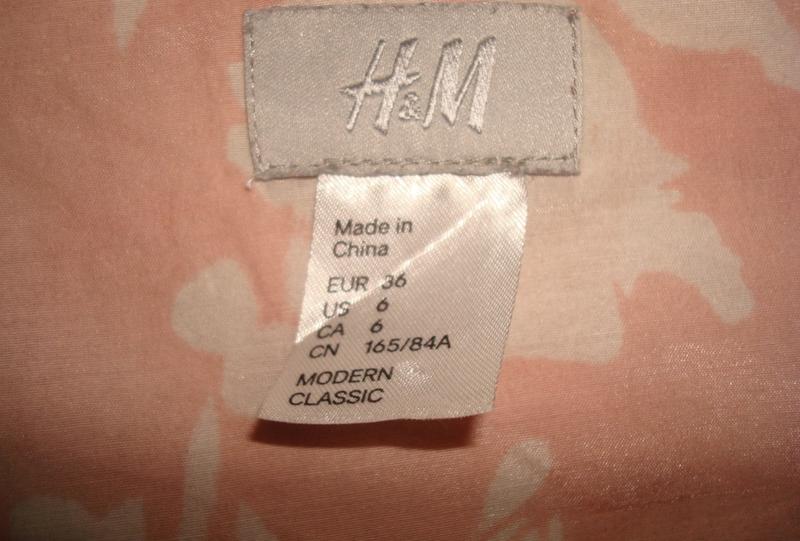 H&M
Made in
China
EUR 36
US 6
CA 6
CN 165/84A
MODERN
CLASSIC